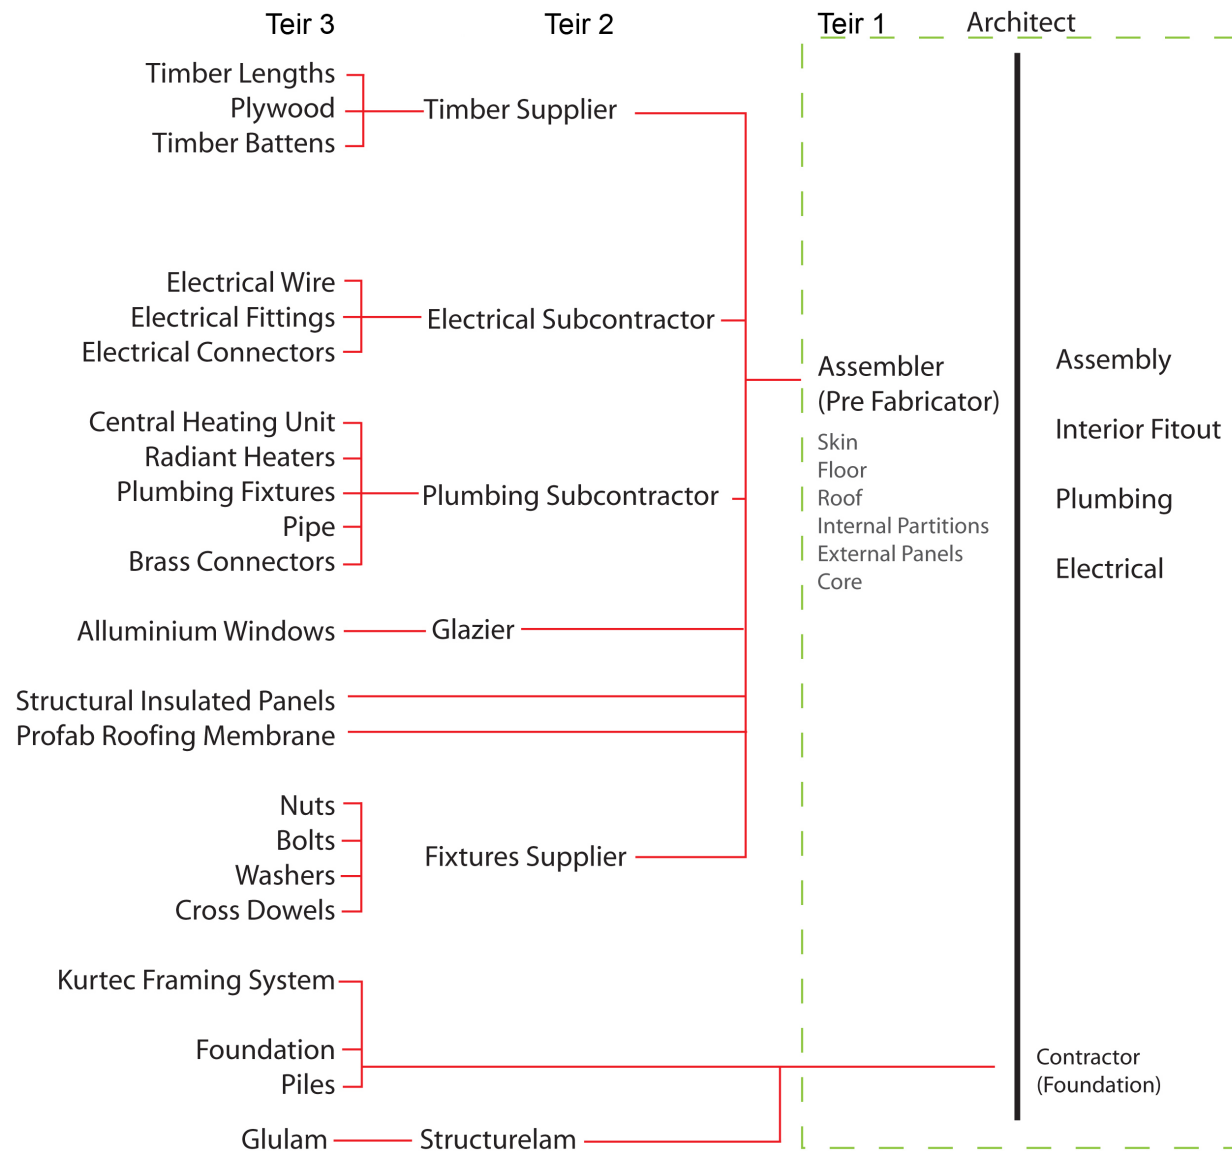 Teir 3
Teir 2
Teir 1
Architect
Timber Lengths
Plywood
Timber Battens
Timber Supplier
Electrical Wire
Electrical Fittings
Electrical Connectors
Electrical Subcontractor
Central Heating Unit
Radiant Heaters
Plumbing Fixtures
Pipe
Brass Connectors
Plumbing Subcontractor
Alluminium Windows
Glazier
Structural Insulated Panels
Profab Roofing Membrane
Nuts
Bolts
Washers
Cross Dowels
Fixtures Supplier
Kurtec Framing System
Foundation
Piles
Glulam
Structurelam
Assembler
(Pre Fabricator)
Skin
Floor
Roof
Internal Partitions
External Panels
Core
Assembly
Interior Fitout
Plumbing
Electrical
Contractor
(Foundation)